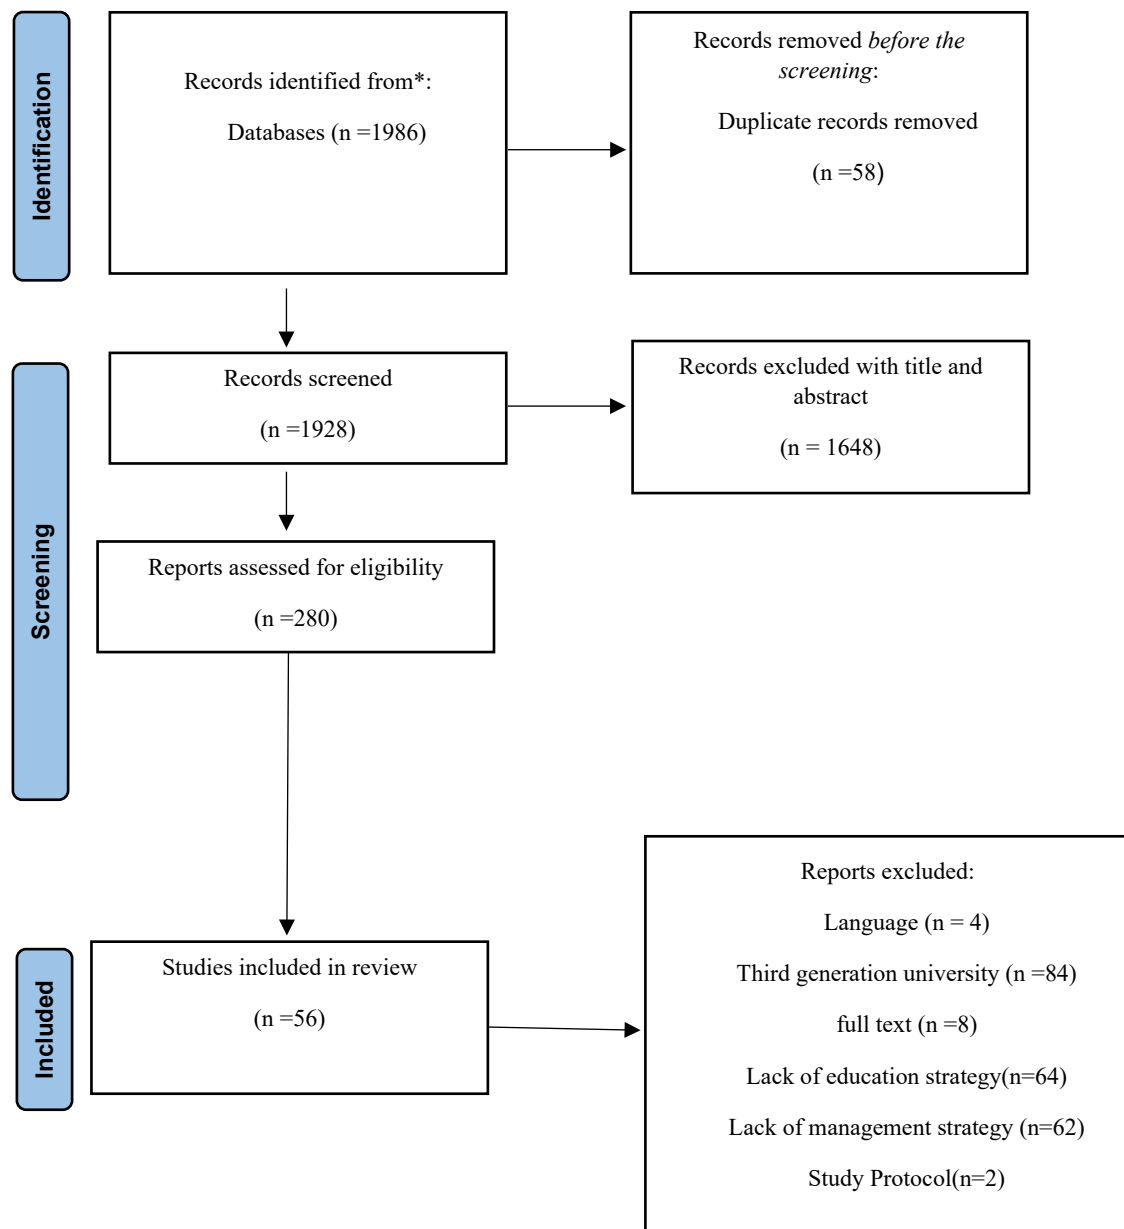 Identification
Records identified from*:
Databases (n =1986)
Records removed before the
screening:
Duplicate records removed
(n =58)
Screening
Records screened
(n =1928)
Records excluded with title and
abstract
(n = 1648)
Reports assessed for eligibility
(n =280)
Included
Studies included in review
(n =56)
Reports excluded:
Language (n = 4)
Third generation university (n =84)
full text (n =8)
Lack of education strategy(n=64)
Lack of management strategy (n=62)
Study Protocol(n=2)